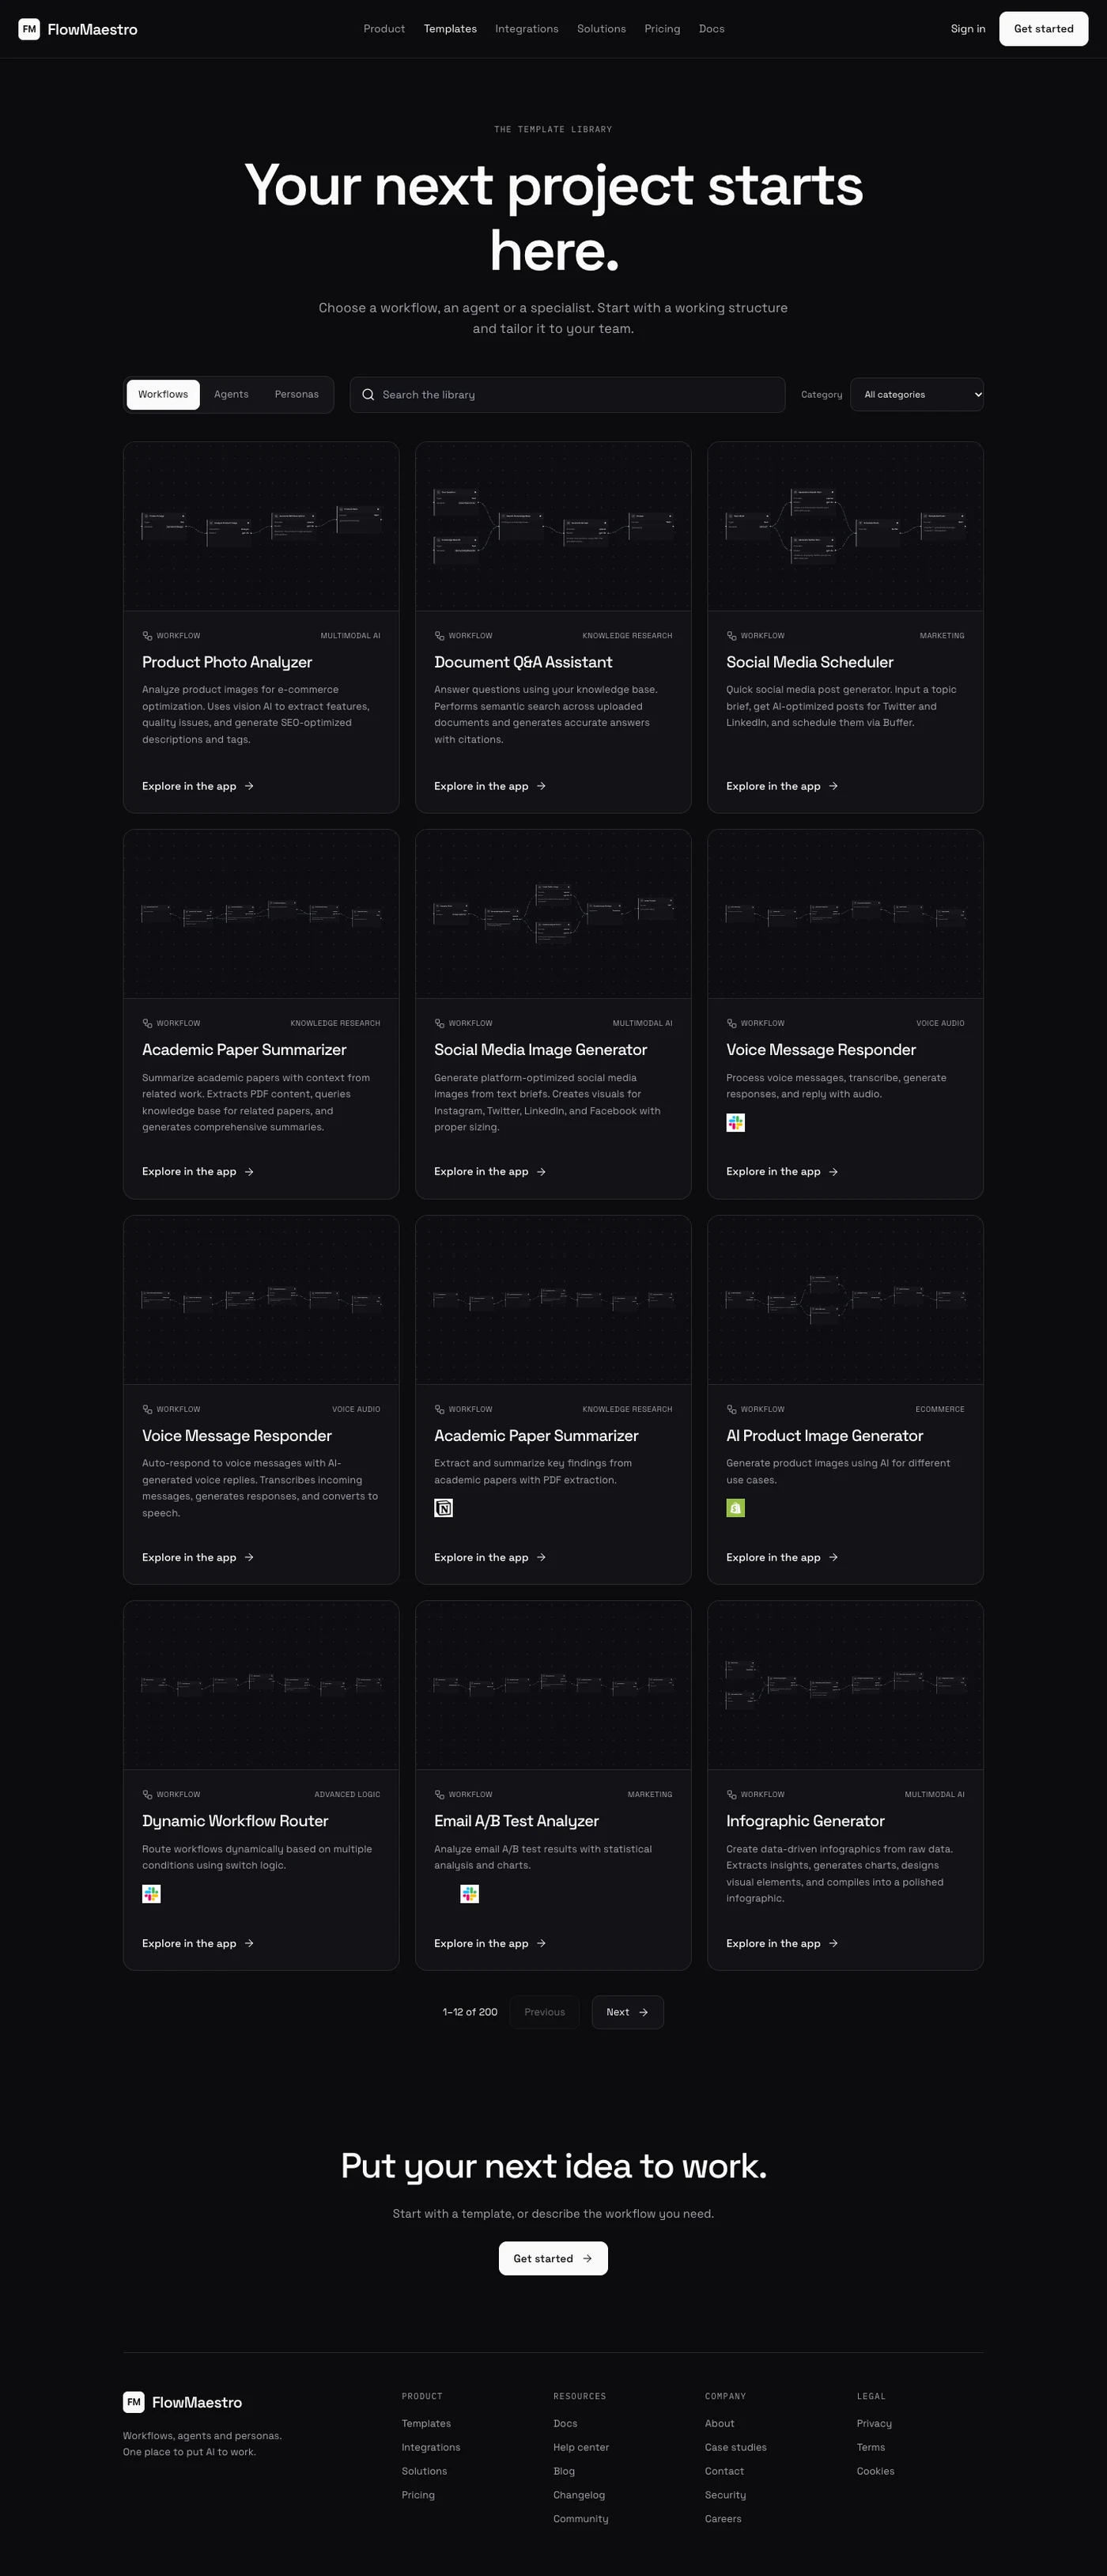 FM FlowMaestro
Product Templates Integrations Solutions Pricing Docs
Sign in Get started
THE TEMPLATE LIBRARY
Your next project starts
here.
Choose a workflow, an agent or a specialist. Start with a working structure
and tailor it to your team.
Workflows Agents Personas
Search the library
Category All categories
WORKFLOW MULTIMODAL AI
Product Photo Analyzer
Analyze product images for e-commerce
optimization. Uses vision AI to extract features,
quality issues, and generate SEO-optimized
descriptions and tags.
Explore in the app
WORKFLOW KNOWLEDGE RESEARCH
Document Q&A Assistant
Answer questions using your knowledge base.
Performs semantic search across uploaded
documents and generates accurate answers
with citations.
Explore in the app
WORKFLOW MARKETING
Social Media Scheduler
Quick social media post generator. Input a topic
brief, get AI-optimized posts for Twitter and
LinkedIn, and schedule them via Buffer.
Explore in the app
WORKFLOW KNOWLEDGE RESEARCH
Academic Paper Summarizer
Summarize academic papers with context from
related work. Extracts PDF content, queries
knowledge base for related papers, and
generates comprehensive summaries.
Explore in the app
WORKFLOW MULTIMODAL AI
Social Media Image Generator
Generate platform-optimized social media
images from text briefs. Creates visuals for
Instagram, Twitter, LinkedIn, and Facebook with
proper sizing.
Explore in the app
WORKFLOW VOICE AUDIO
Voice Message Responder
Process voice messages, transcribe, generate
responses, and reply with audio.
Explore in the app
WORKFLOW VOICE AUDIO
Voice Message Responder
Auto-respond to voice messages with AI-
generated voice replies. Transcribes incoming
messages, generates responses, and converts to
speech.
Explore in the app
WORKFLOW KNOWLEDGE RESEARCH
Academic Paper Summarizer
Extract and summarize key findings from
academic papers with PDF extraction.
Explore in the app
WORKFLOW ECOMMERCE
AI Product Image Generator
Generate product images using AI for different
use cases.
Explore in the app
WORKFLOW ADVANCED LOGIC
Dynamic Workflow Router
Route workflows dynamically based on multiple
conditions using switch logic.
Explore in the app
WORKFLOW MARKETING
Email A/B Test Analyzer
Analyze email A/B test results with statistical
analysis and charts.
Explore in the app
WORKFLOW MULTIMODAL AI
Infographic Generator
Create data-driven infographics from raw data.
Extracts insights, generates charts, designs
visual elements, and compiles into a polished
infographic.
Explore in the app
1–12 of 200 Previous Next
Put your next idea to work.
Start with a template, or describe the workflow you need.
Get started
FM FlowMaestro
Workflows, agents and personas.
One place to put AI to work.
PRODUCT
Templates
Integrations
Solutions
Pricing
RESOURCES
Docs
Help center
Blog
Changelog
Community
COMPANY
About
Case studies
Contact
Security
Careers
LEGAL
Privacy
Terms
Cookies